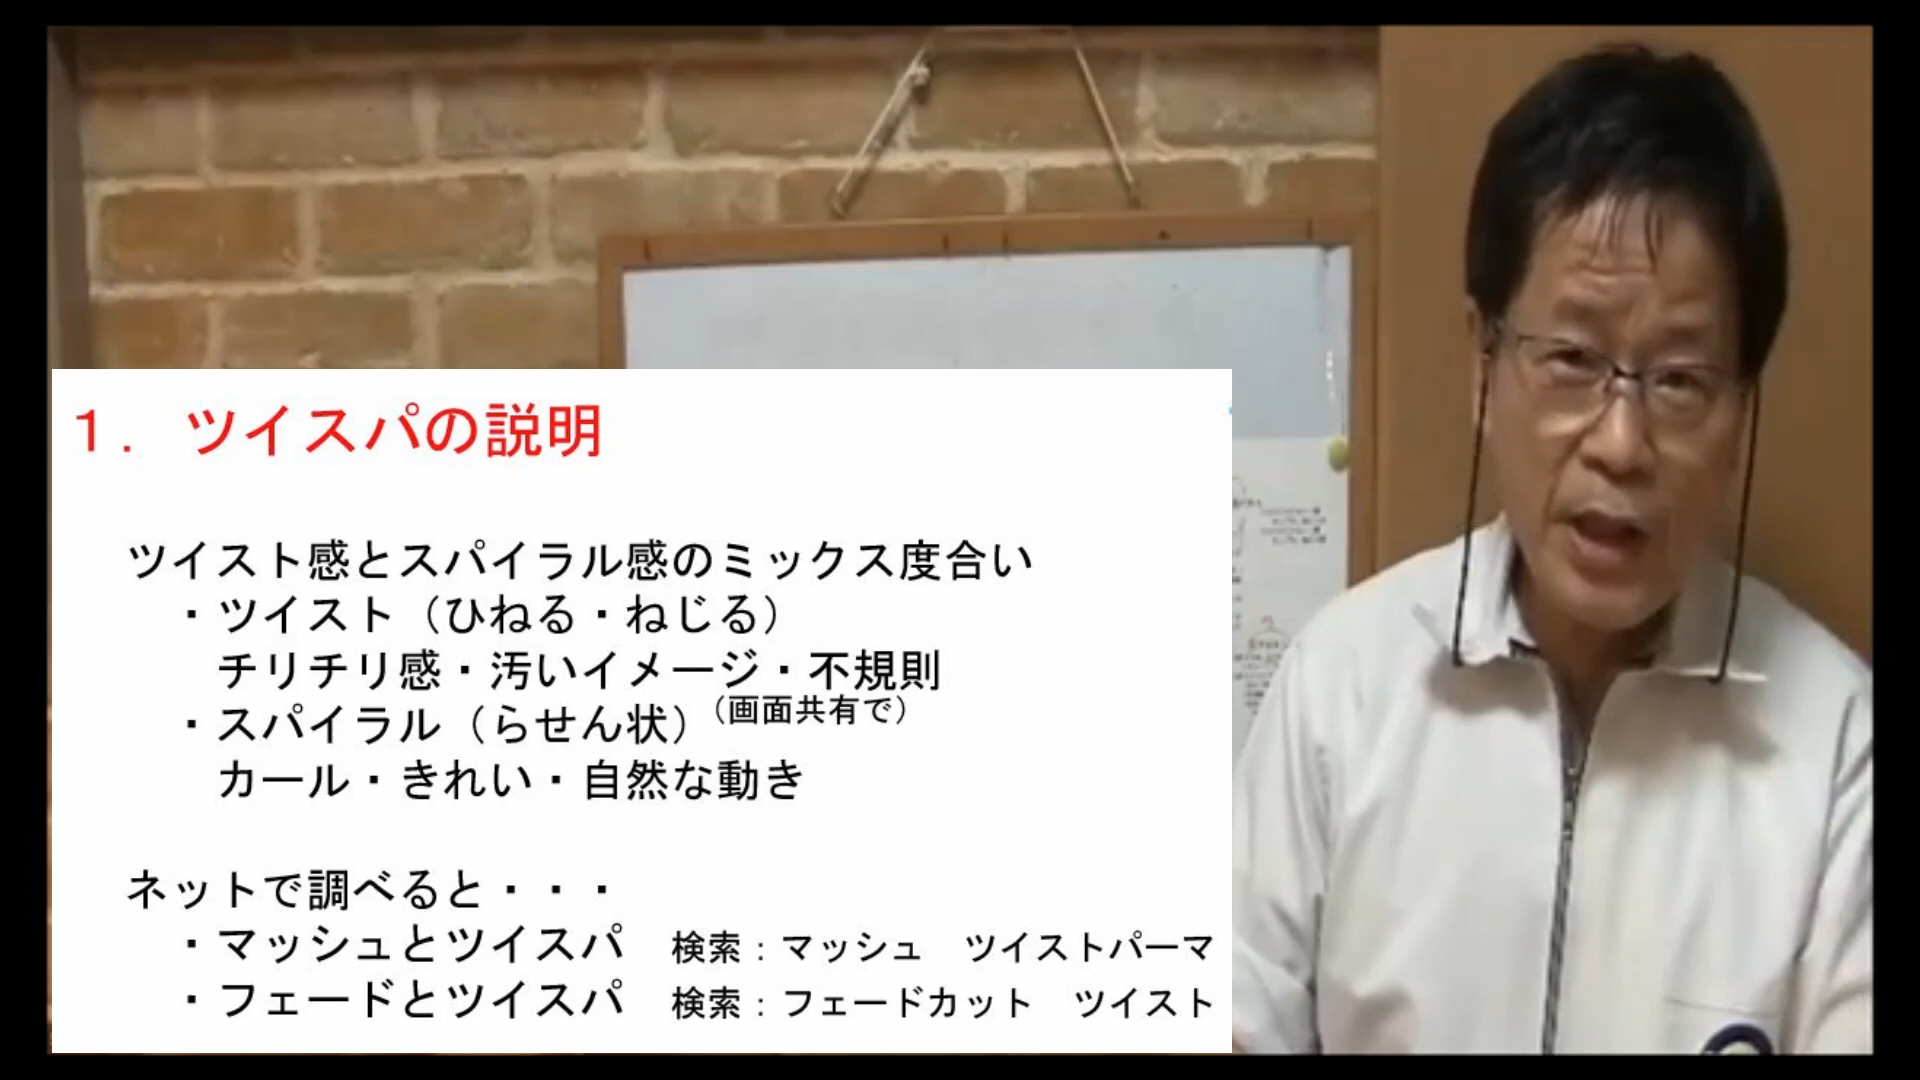 １． ツイスパの説明
ツイスト感とスパイラル感のミックス度合い
・ツイスト（ひねる・ねじる）
チリチリ感・汚いイメージ・不規則
・スパイラル（らせん状）（画面共有で）
カール・きれい・自然な動き
ネットで調べると・・・
・マッシュとツイスパ 検索：マッシュ ツイストパーマ
・フェードとツイスパ 検索：フェードカット ツイスト